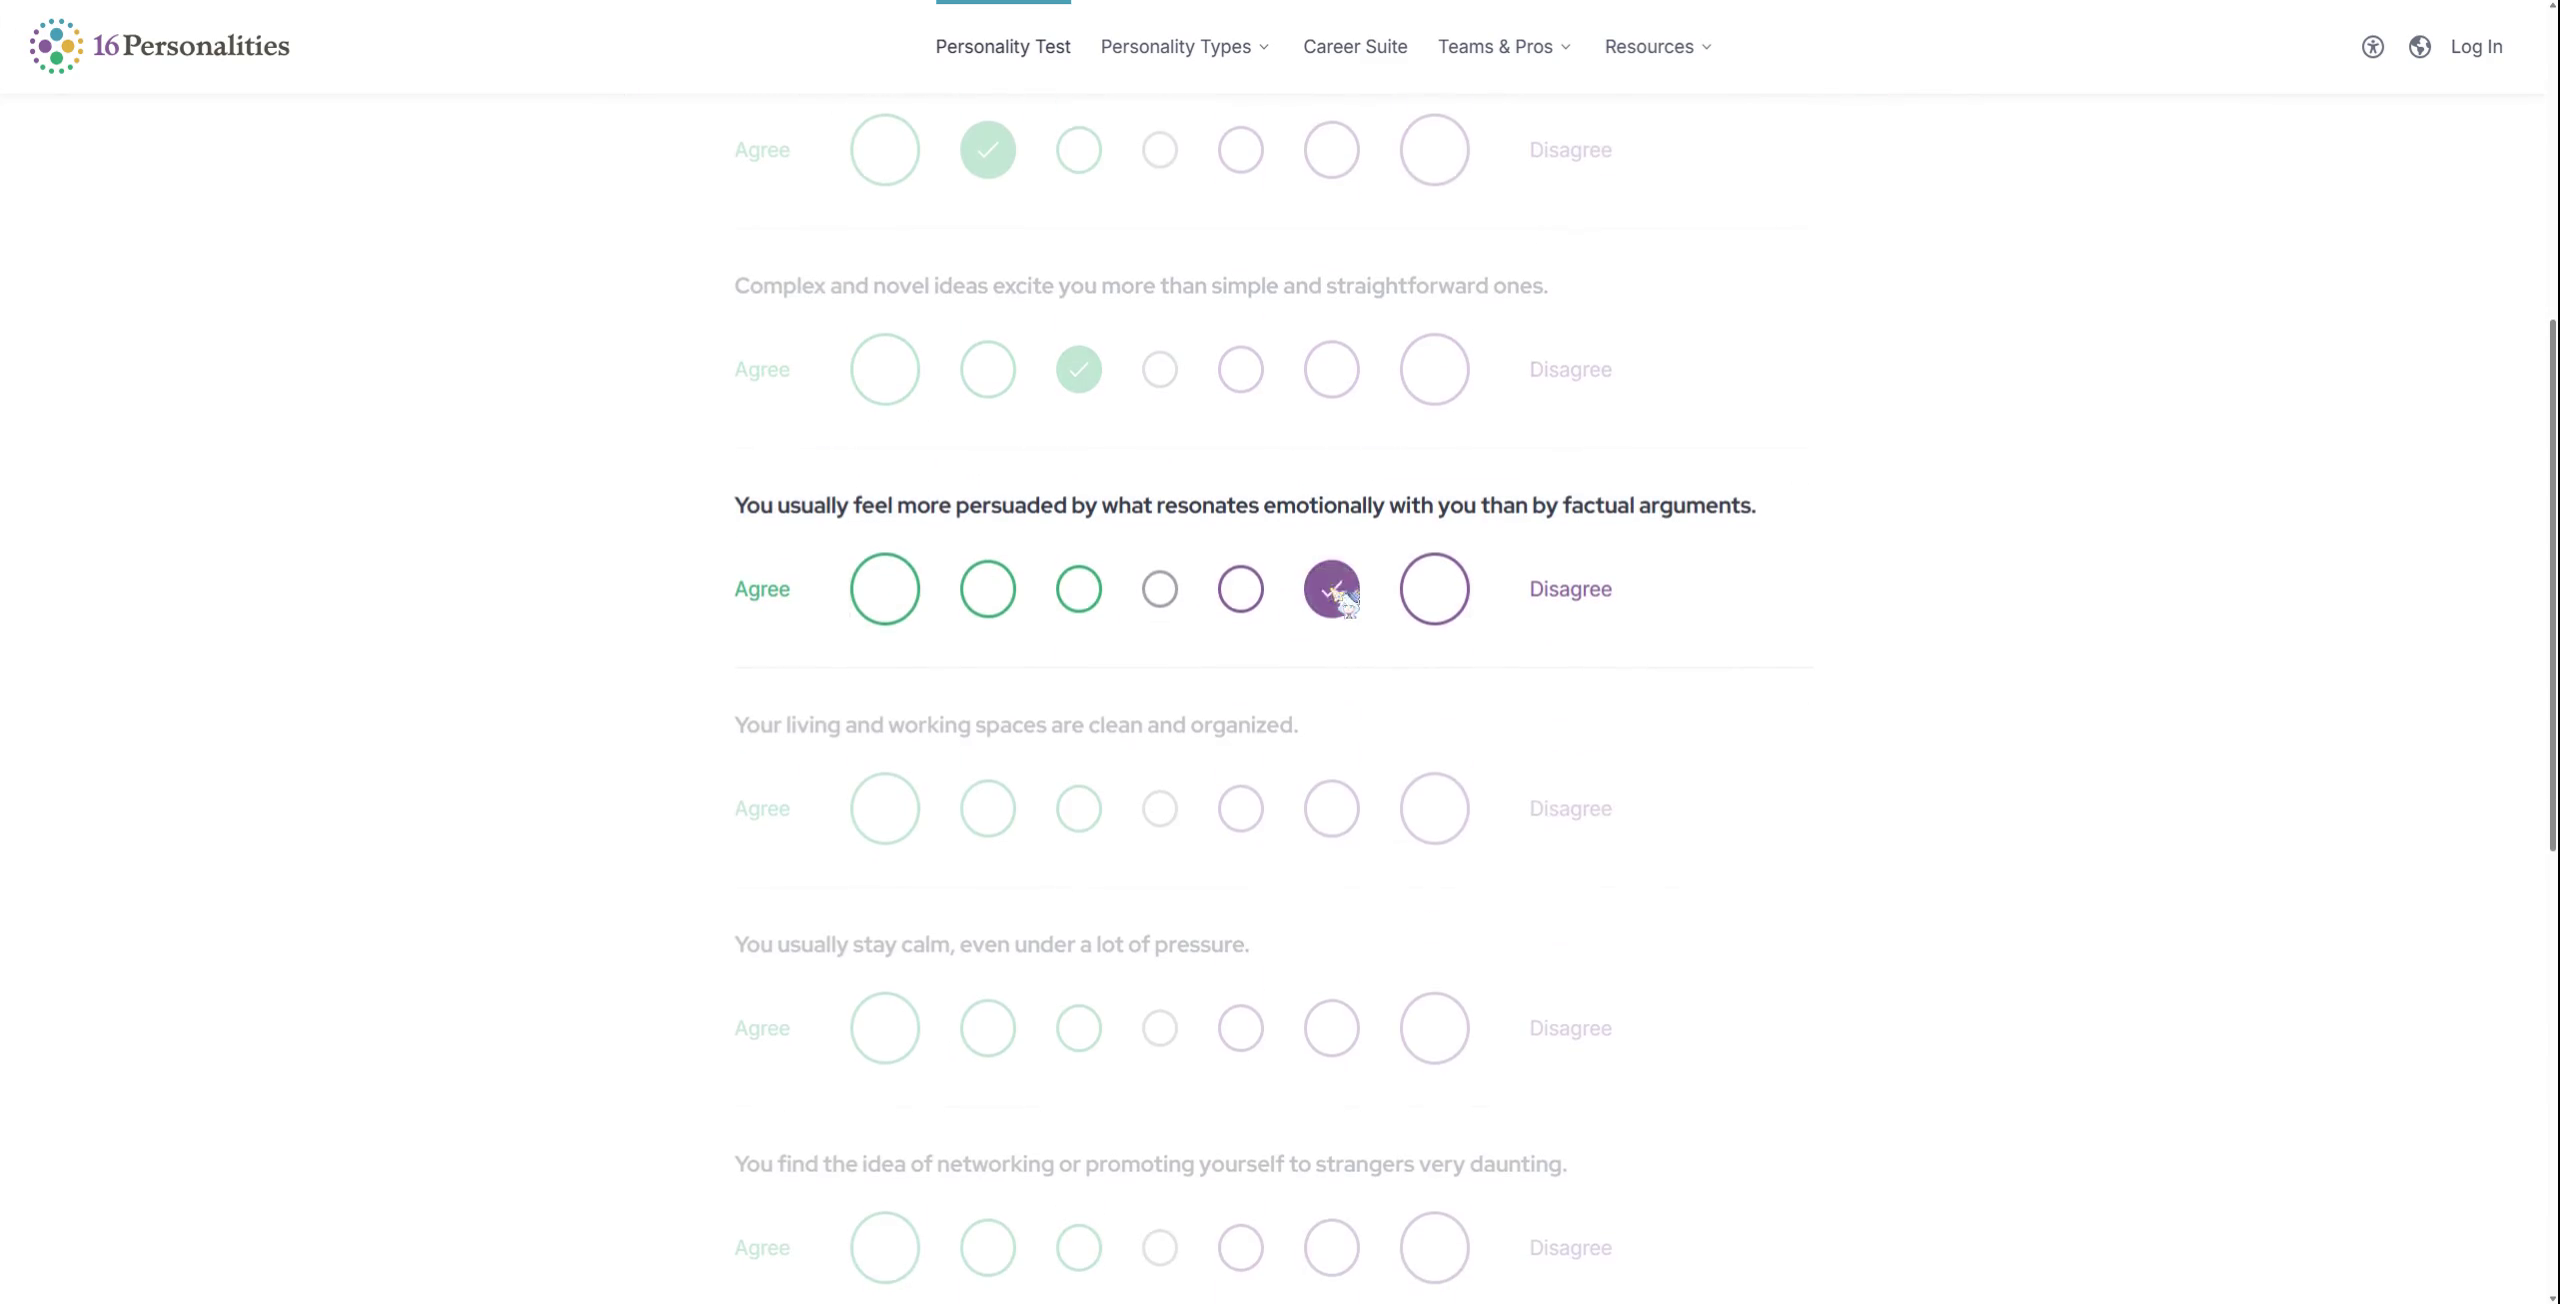 16Personalities
Personality Test
Personality Types
Career Suite
Teams & Pros
Resources
Log In
Agree
Disagree
Complex and novel ideas excite you more than simple and straightforward ones.
Agree
Disagree
You usually feel more persuaded by what resonates emotionally with you than by factual arguments.
Agree
Disagree
Your living and working spaces are clean and organized.
Agree
Disagree
You usually stay calm, even under a lot of pressure.
Agree
Disagree
You find the idea of networking or promoting yourself to strangers very daunting.
Agree
Disagree